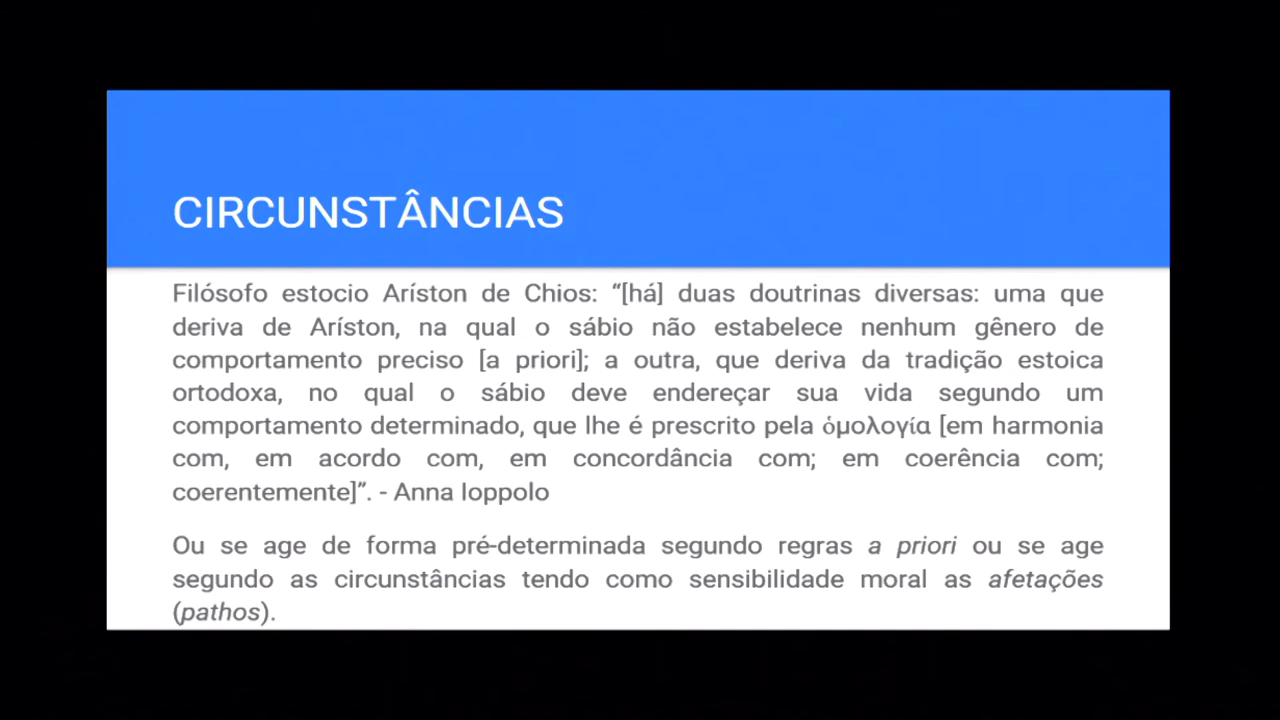 CIRCUNSTÂNCIAS
Filósofo estocio Aríston de Chios: “[há] duas doutrinas diversas: uma que
deriva de Aríston, na qual o sábio não estabelece nenhum gênero de
comportamento preciso [a priori]; a outra, que deriva da tradição estoica
ortodoxa, no qual o sábio deve endereçar sua vida segundo um
comportamento determinado, que lhe é prescrito pela ὁμολογία [em harmonia
com, em acordo com, em concordância com; em coerência com;
coerentemente]”. - Anna Ioppolo
Ou se age de forma pré-determinada segundo regras a priori ou se age
segundo as circunstâncias tendo como sensibilidade moral as afetações
(pathos).